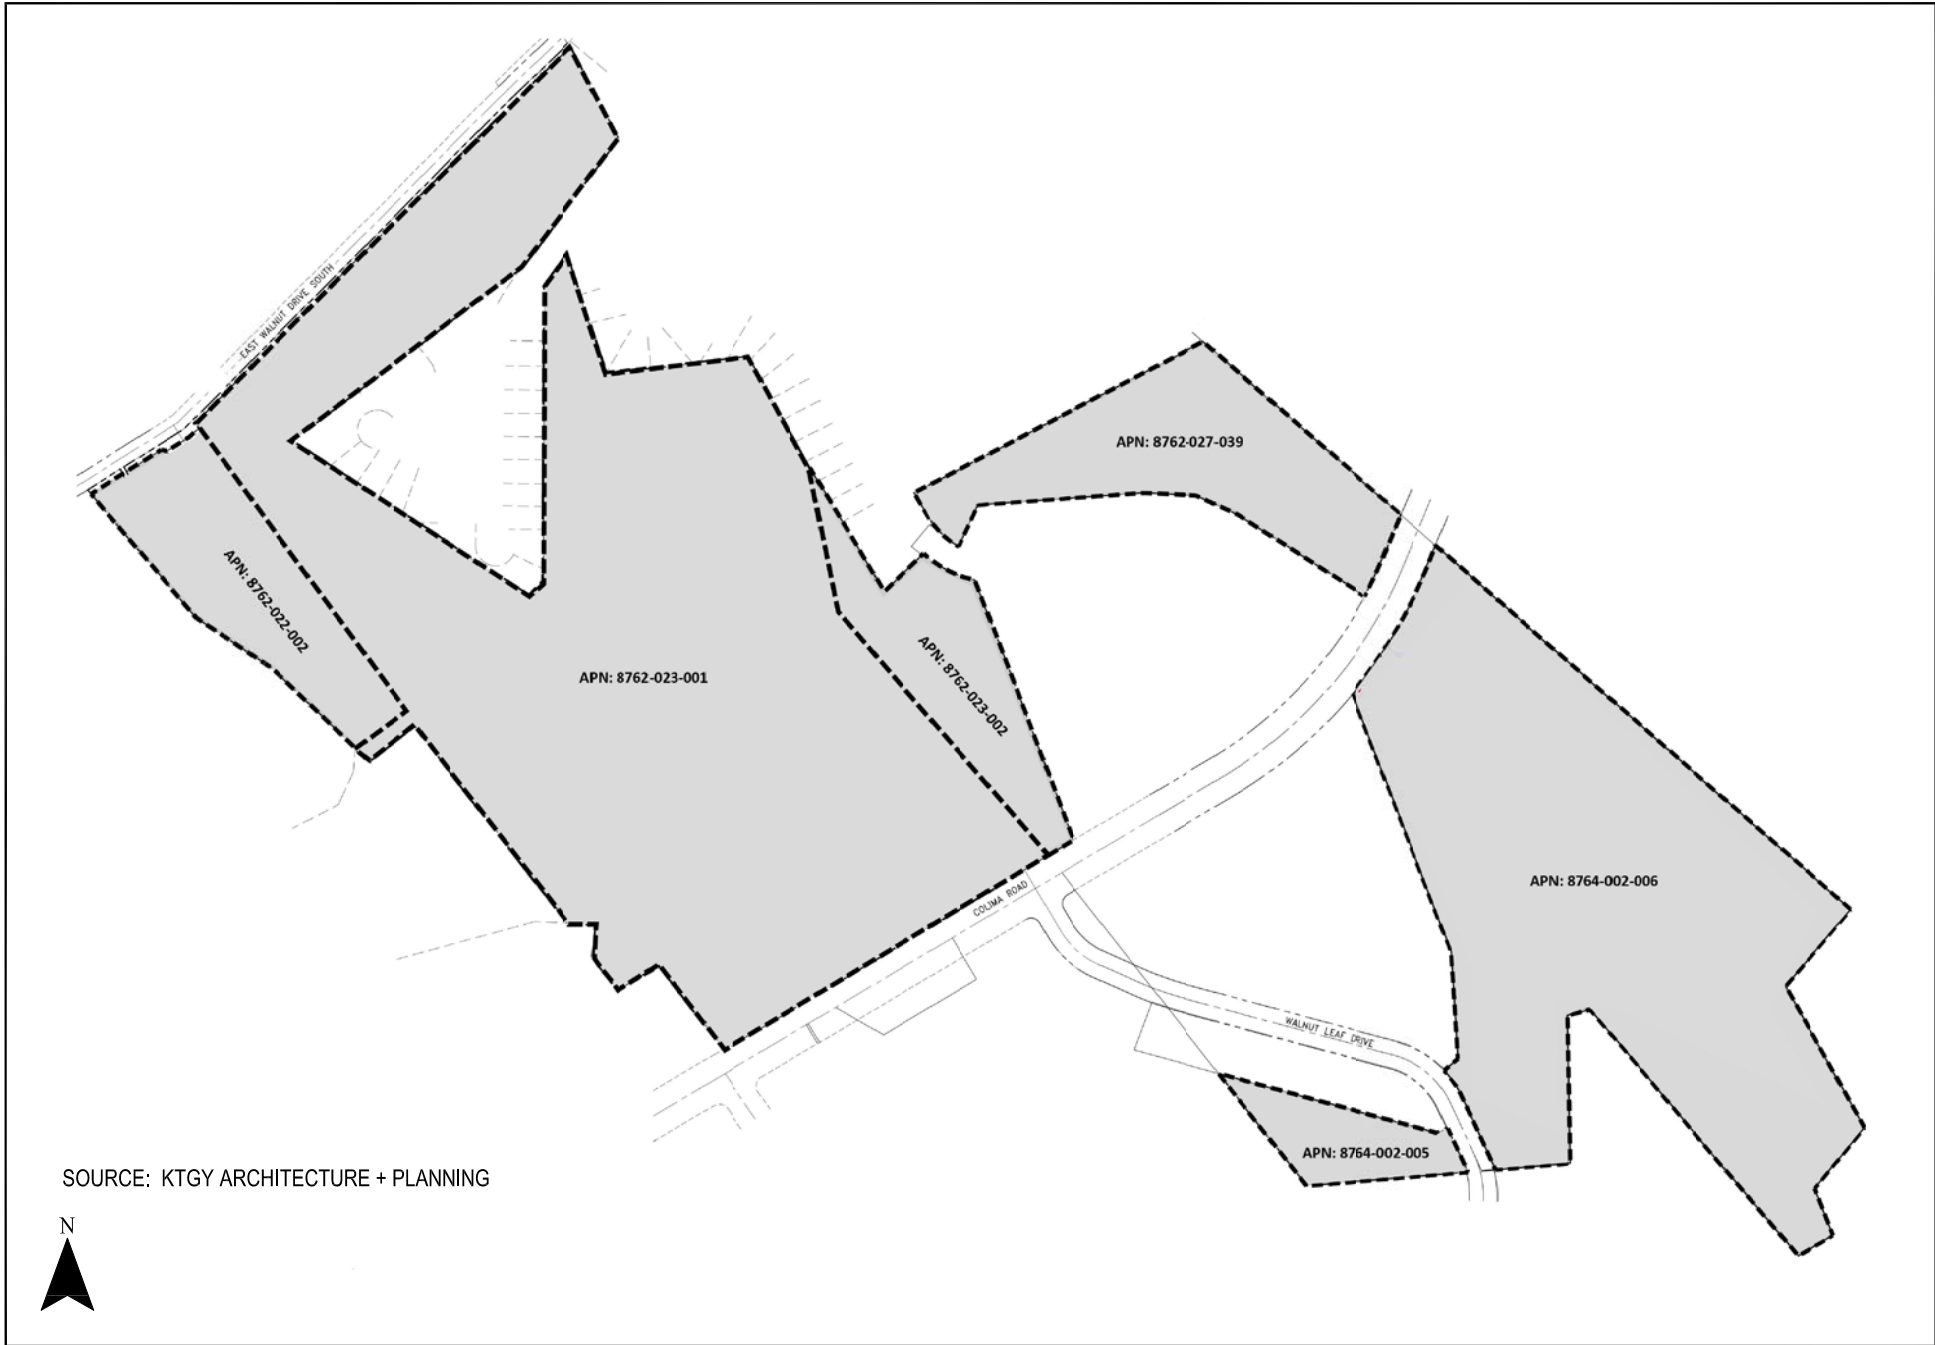 EAST WALNUT DRIVE SOUTH
APN: 8762-027-039
APN: 8762-022-002
APN: 8762-023-001
APN: 8762-023-002
APN: 8764-002-006
COLIMA ROAD
WALNUT LEAF DRIVE
APN: 8764-002-005
SOURCE: KTGY ARCHITECTURE + PLANNING
N